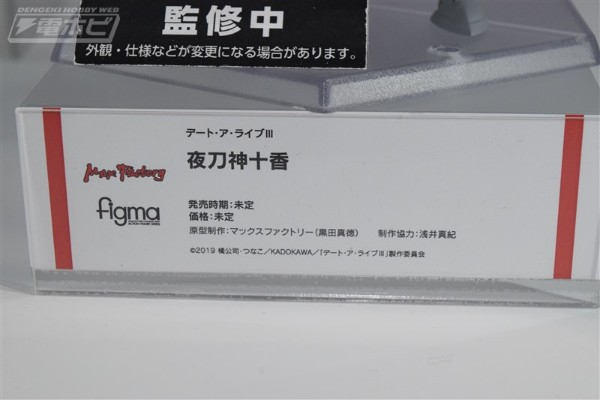 DENGEKI HOBBY WEB
電ホビ
監修中
外観・仕様などが変更になる場合があります。
デート・ア・ライブIII
夜刀神十香
Max Factory
figma
発売時期:未定
価格:未定
原型制作:マックスファクトリー(黒田真徳) 制作協力:浅井真紀
©2019 橘公司・つなこ/KADOKAWA/「デート・ア・ライブIII」製作委員会